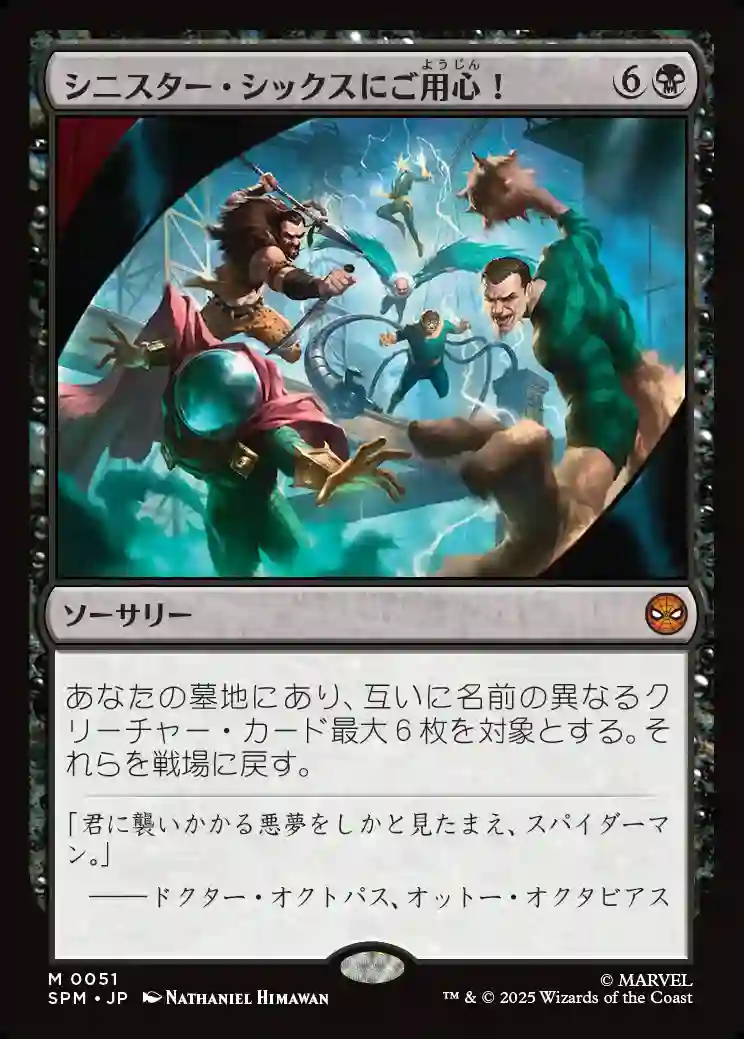 ようじん
シニスター・シックスにご用心！ 6
ソーサリー
あなたの墓地にあり、互いに名前の異なるク
リーチャー・カード最大６枚を対象とする。そ
れらを戦場に戻す。
「君に襲いかかる悪夢をしかと見たまえ、スパイダーマ
ン。」
――ドクター・オクトパス、オットー・オクタビアス
M 0051
SPM • JP NATHANIEL HIMAWAN
© MARVEL
™ & © 2025 Wizards of the Coast